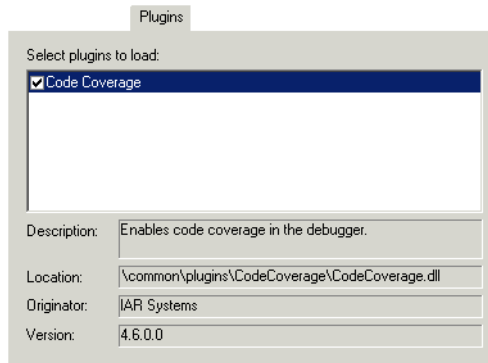 Plugins
Select plugins to load:
Code Coverage
Description: Enables code coverage in the debugger.
Location: \common\plugins\CodeCoverage\CodeCoverage.dll
Originator: IAR Systems
Version: 4.6.0.0